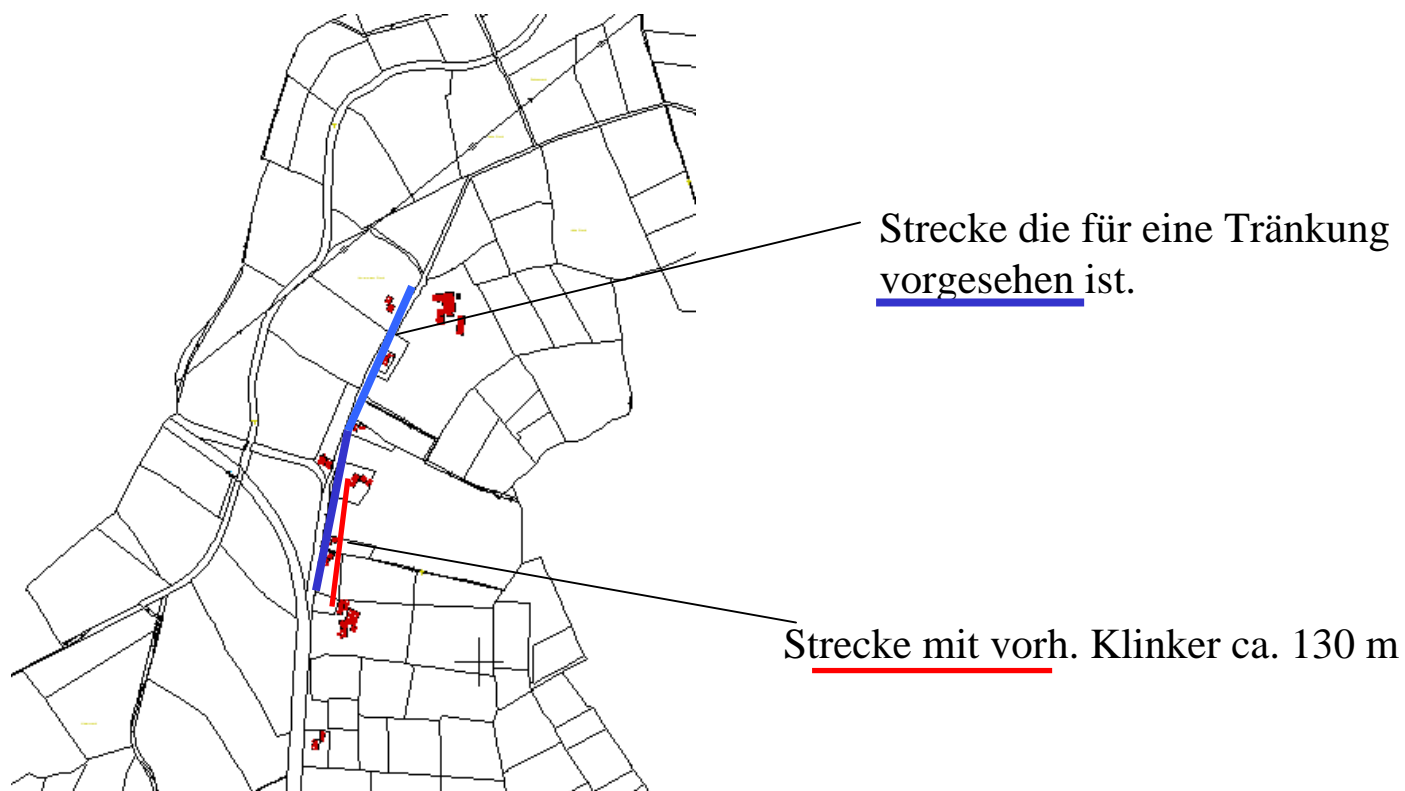 Strecke die für eine Tränkung
vorgesehen ist.
Strecke mit vorh. Klinker ca. 130 m